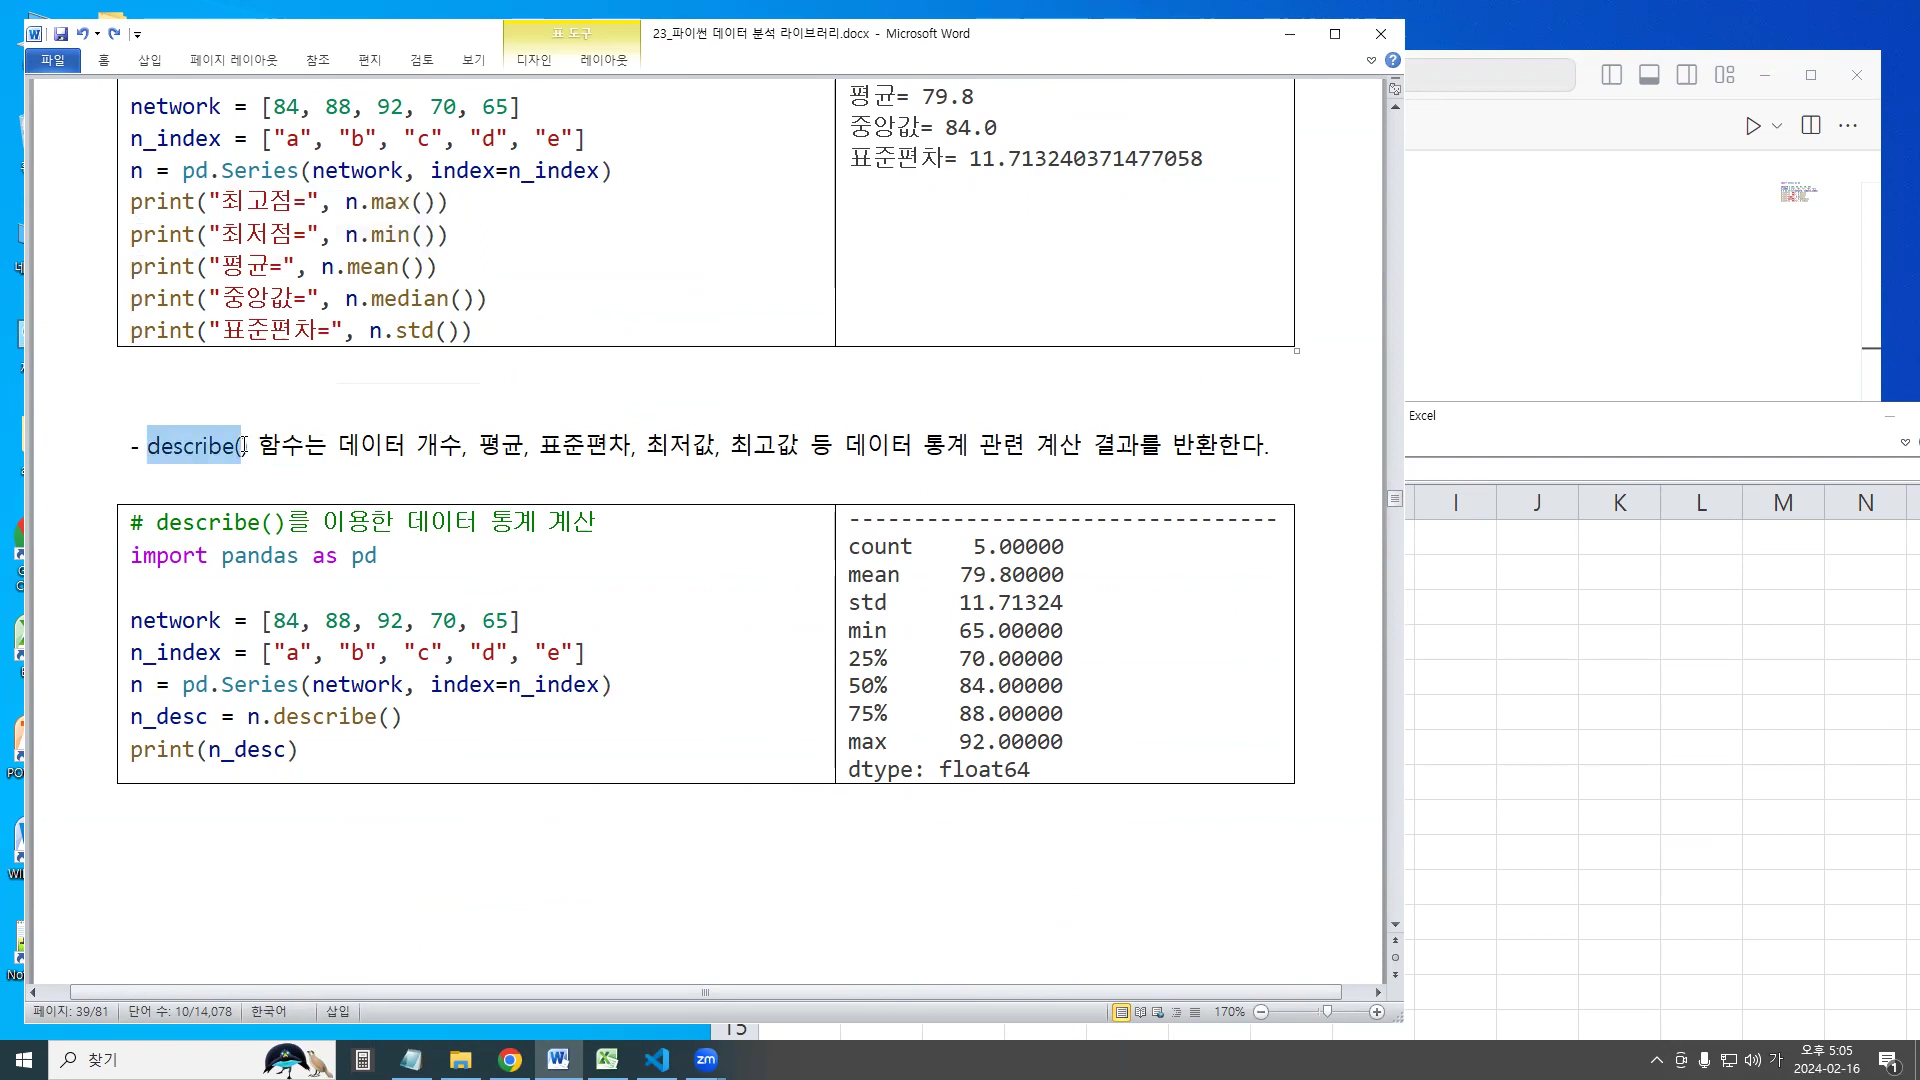 표 도구
23_파이썬 데이터 분석 라이브러리.docx - Microsoft Word
파일 홈 삽입 페이지 레이아웃 참조 편지 검토 보기 디자인 레이아웃
network = [84, 88, 92, 70, 65]
n_index = ["a", "b", "c", "d", "e"]
n = pd.Series(network, index=n_index)
print("최고점=", n.max())
print("최저점=", n.min())
print("평균=", n.mean())
print("중앙값=", n.median())
print("표준편차=", n.std())
평균= 79.8
중앙값= 84.0
표준편차= 11.713240371477058
- describe() 함수는 데이터 개수, 평균, 표준편차, 최저값, 최고값 등 데이터 통계 관련 계산 결과를 반환한다.
# describe()를 이용한 데이터 통계 계산
import pandas as pd
network = [84, 88, 92, 70, 65]
n_index = ["a", "b", "c", "d", "e"]
n = pd.Series(network, index=n_index)
n_desc = n.describe()
print(n_desc)
---------------------------------
count 5.00000
mean 79.80000
std 11.71324
min 65.00000
25% 70.00000
50% 84.00000
75% 88.00000
max 92.00000
dtype: float64
Excel
I J K L M N
페이지: 39/81 단어 수: 10/14,078 한국어 삽입 170%
15
찾기
zm
가
오후 5:05
2024-02-16
1